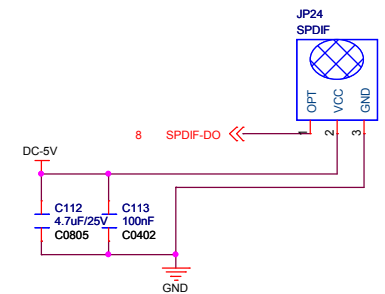 JP24
SPDIF
OPT
VCC
GND
1
2
3
8 SPDIF-DO
DC-5V
C112
4.7uF/25V
C0805
C113
100nF
C0402
GND